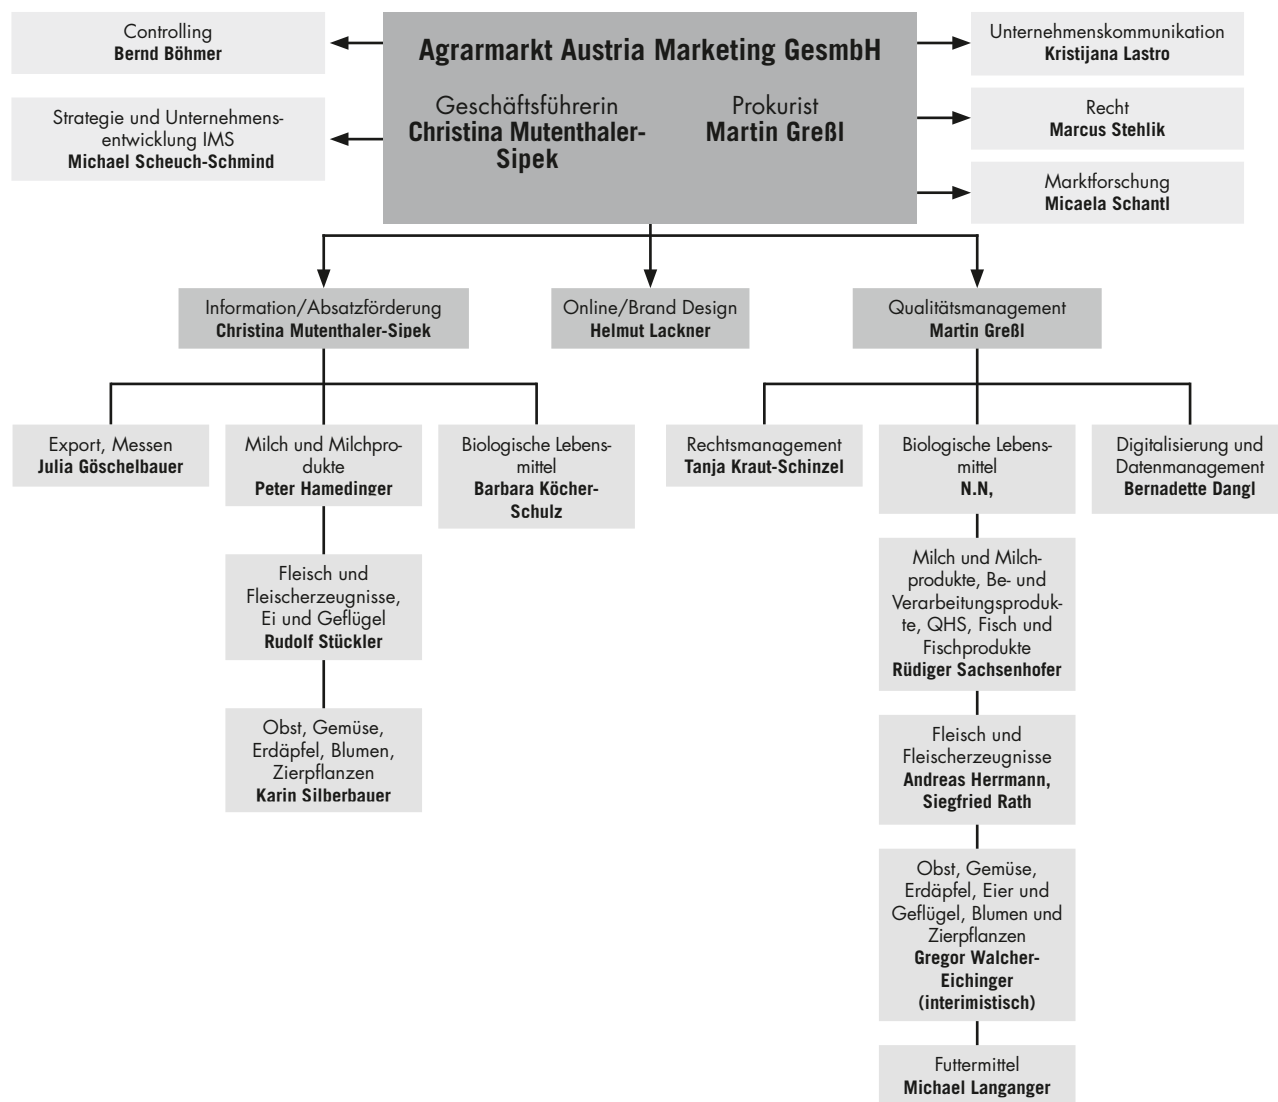 Controlling
Bernd Böhmer
Strategie und Unternehmens-
entwicklung IMS
Michael Scheuch-Schmind
Agrarmarkt Austria Marketing GesmbH
Geschäftsführerin
Christina Mutenthaler-
Sipek
Prokurist
Martin Greßl
Unternehmenskommunikation
Kristijana Lastro
Recht
Marcus Stehlik
Marktforschung
Micaela Schantl
Information/Absatzförderung
Christina Mutenthaler-Sipek
Online/Brand Design
Helmut Lackner
Qualitätsmanagement
Martin Greßl
Export, Messen
Julia Göschelbauer
Milch und Milchpro-
dukte
Peter Hamedinger
Biologische Lebens-
mittel
Barbara Köcher-
Schulz
Fleisch und
Fleischerzeugnisse,
Ei und Geflügel
Rudolf Stückler
Obst, Gemüse,
Erdäpfel, Blumen,
Zierpflanzen
Karin Silberbauer
Rechtsmanagement
Tanja Kraut-Schinzel
Biologische Lebens-
mittel
N.N,
Digitalisierung und
Datenmanagement
Bernadette Dangl
Milch und Milch-
produkte, Be- und
Verarbeitungsproduk-
te, QHS, Fisch und
Fischprodukte
Rüdiger Sachsenhofer
Fleisch und
Fleischerzeugnisse
Andreas Herrmann,
Siegfried Rath
Obst, Gemüse,
Erdäpfel, Eier und
Geflügel, Blumen und
Zierpflanzen
Gregor Walcher-
Eichinger
(interimistisch)
Futtermittel
Michael Langanger